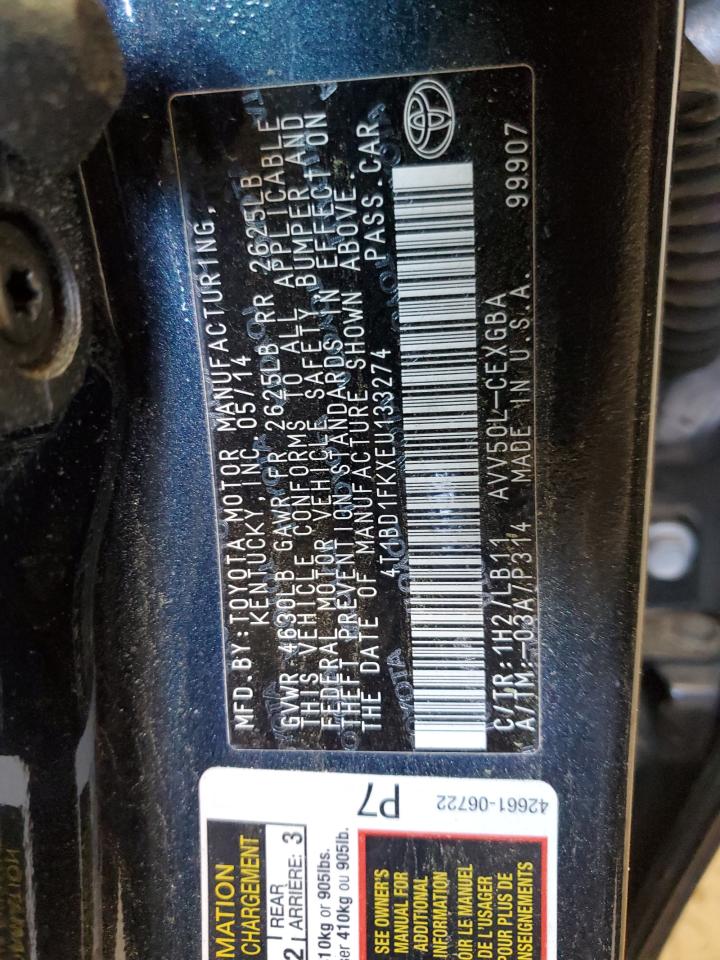 MFD.BY:TOYOTA MOTOR MANUFACTURING,
KENTUCKY,INC 05/14
GVWR 4630LB GAWR FR 2625LB RR 2625LB
THIS VEHICLE CONFORMS TO ALL APPLICABLE
FEDERAL MOTOR VEHICLE SAFETY BUMPER AND
THEFT PREVENTION STANDARDS IN EFFECT ON
THE DATE OF MANUFACTURE SHOWN ABOVE.
4T1BD1FKXEU133274 PASS.CAR
C/TR:1H2/LB11 AVV50L-CEXGBA
A/TM:-03A/P314 MADE IN U.S.A. 99907
MATION
CHARGEMENT
2 REAR
ARRIÈRE: 3
10kg or 905lbs.
ser 410kg ou 905lb.
P7
SEE OWNER'S
MANUAL FOR
ADDITIONAL
INFORMATION
VOIR LE MANUEL
DE L'USAGER
POUR PLUS DE
RENSEIGNEMENTS
42661-06722